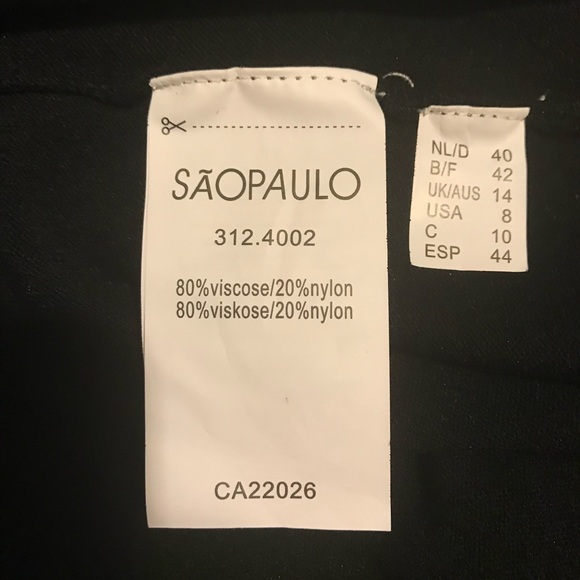 SÃOPAULO
312.4002
80%viscose/20%nylon
80%viskose/20%nylon
CA22026
NL/D 40
B/F 42
UK/AUS 14
USA 8
C 10
ESP 44